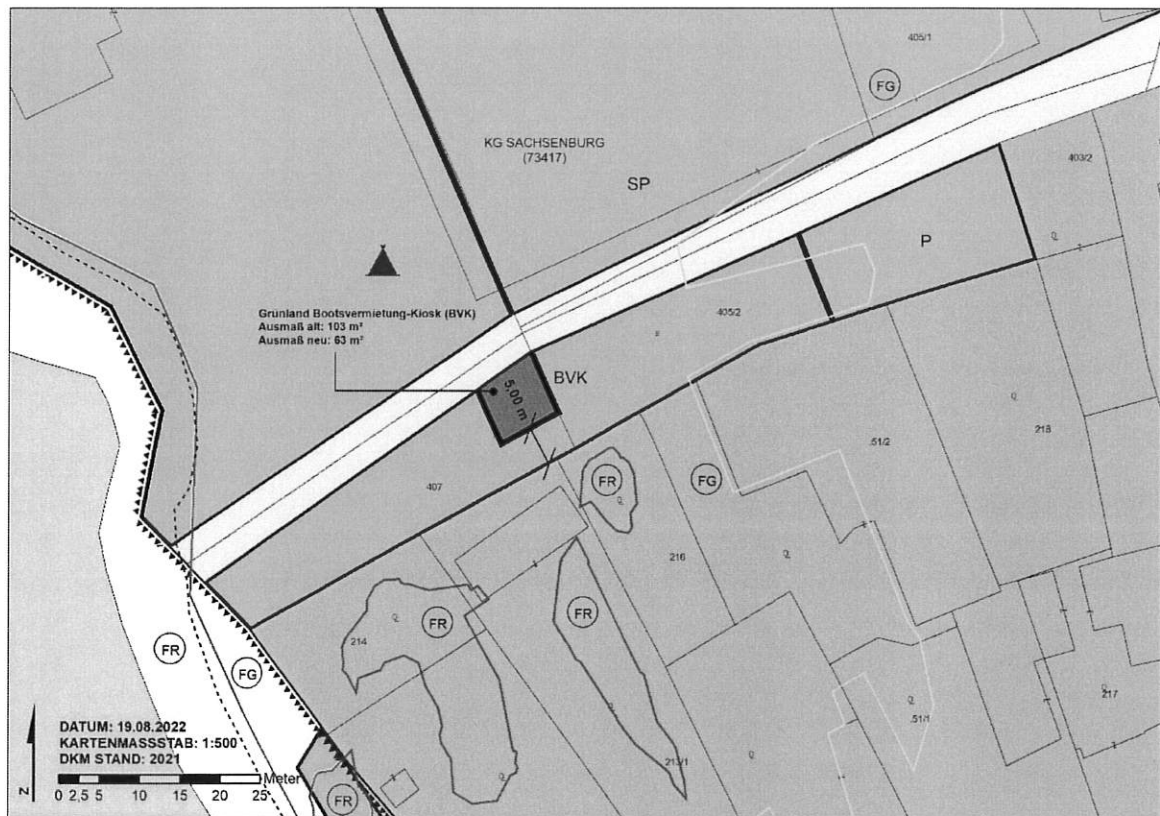 405/1
FG
KG SACHSENBURG
(73417)
SP
403/2
P
Grünland Bootsvermietung-Kiosk (BVK)
Ausmaß alt: 103 m²
Ausmaß neu: 63 m²
405/2
BVK
5,00 m
218
.51/2
407
FR
FG
216
FR
FR
214
FR
FG
217
.51/1
213/1
FR
DATUM: 19.08.2022
KARTENMASSSTAB: 1:500
DKM STAND: 2021
Meter
0 2,5 5 10 15 20 25
N